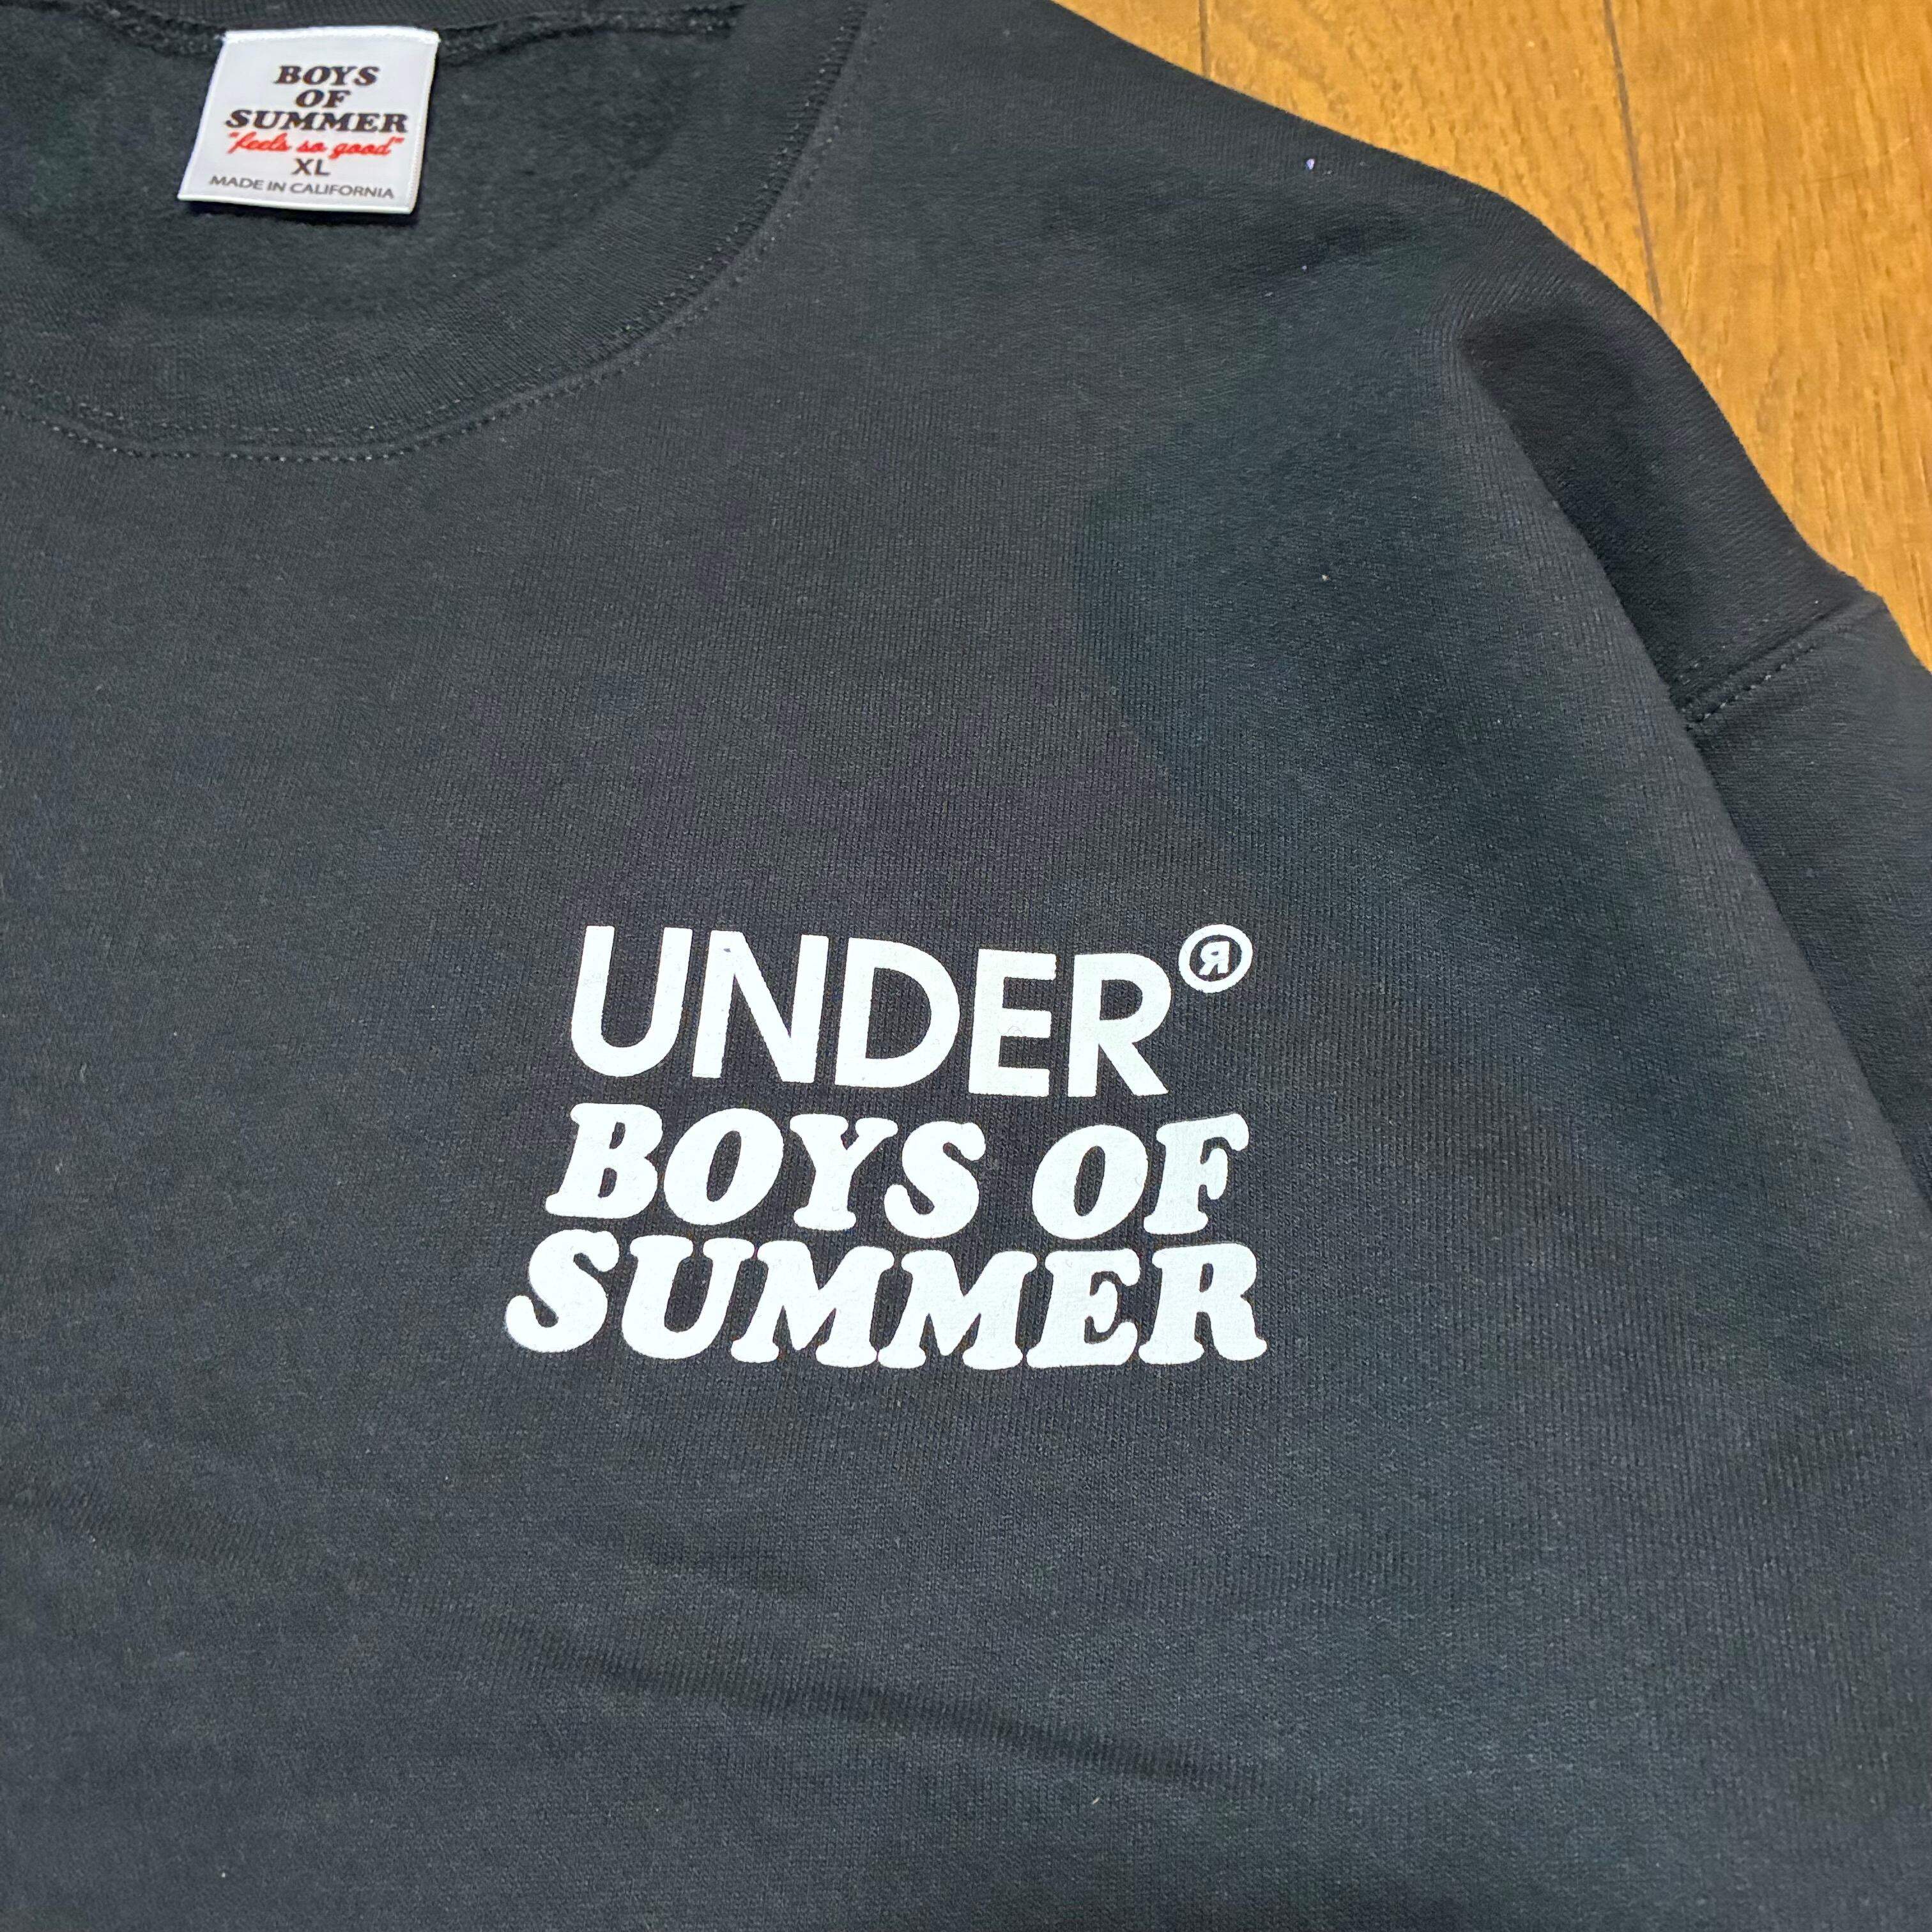 BOYS
OF
SUMMER
"feels so good"
XL
MADE IN CALIFORNIA
UNDER®
BOYS OF
SUMMER